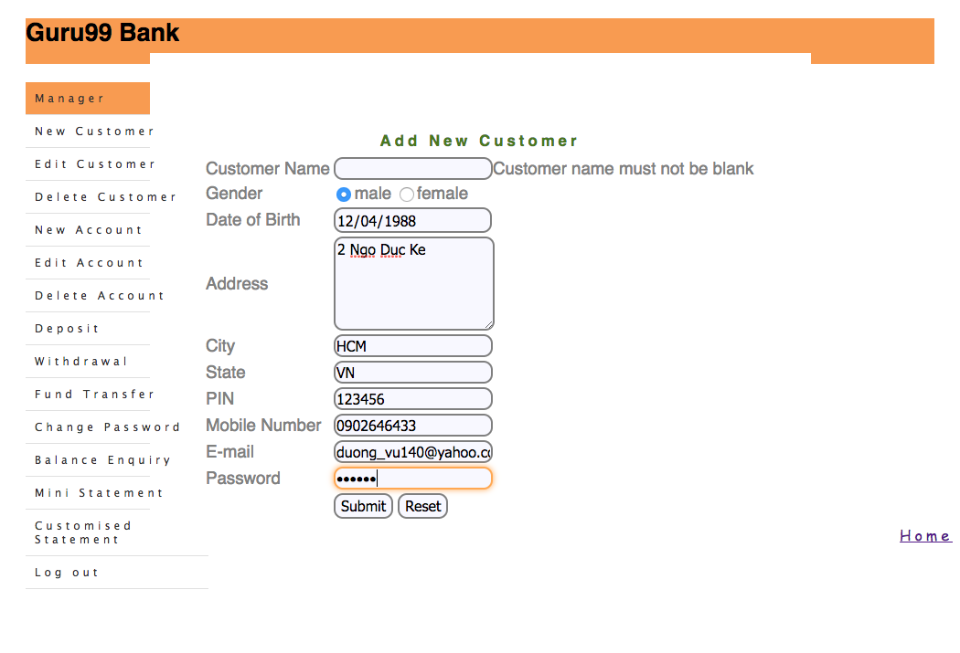 Guru99 Bank
Manager
New Customer
Edit Customer
Delete Customer
New Account
Edit Account
Delete Account
Deposit
Withdrawal
Fund Transfer
Change Password
Balance Enquiry
Mini Statement
Customised
Statement
Log out
Add New Customer
Customer Name Customer name must not be blank
Gender male female
Date of Birth 12/04/1988
Address 2 Ngo Duc Ke
City HCM
State VN
PIN 123456
Mobile Number 0902646433
E-mail duong_vu140@yahoo.co
Password ••••••
Submit Reset
Home